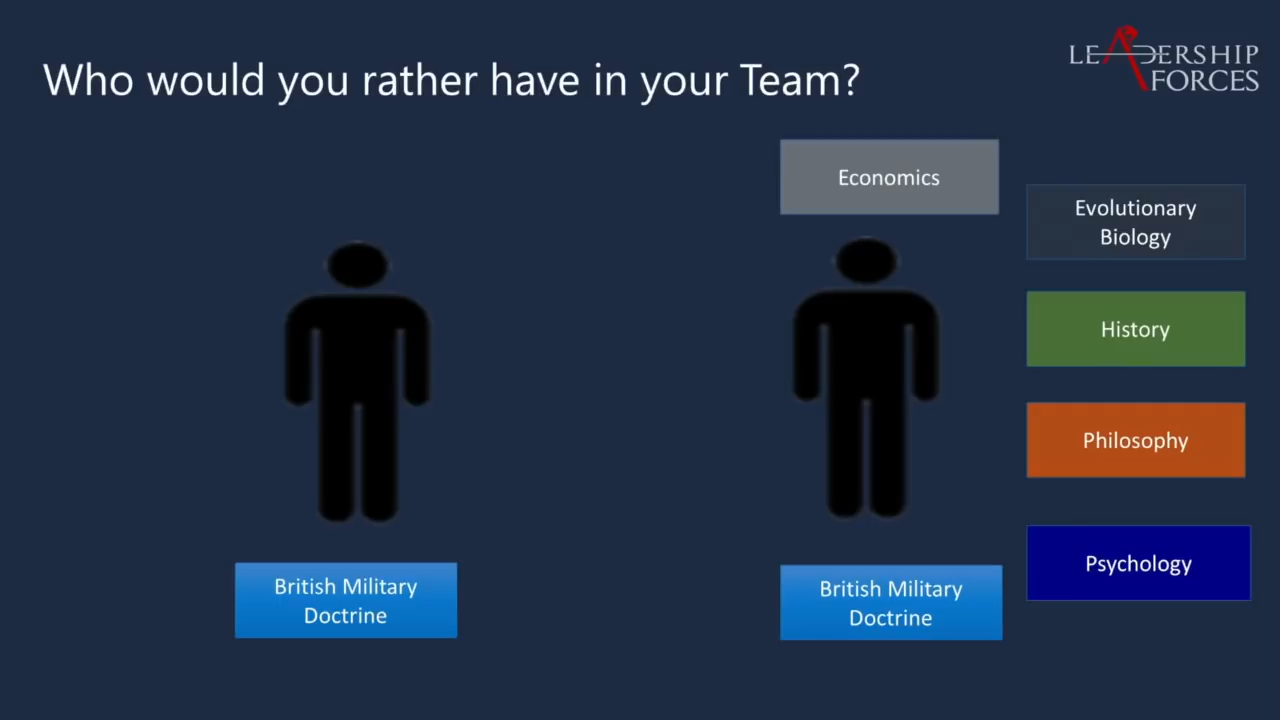 Who would you rather have in your Team?
LEADERSHIP
FORCES
Economics
Evolutionary
Biology
History
Philosophy
Psychology
British Military
Doctrine
British Military
Doctrine